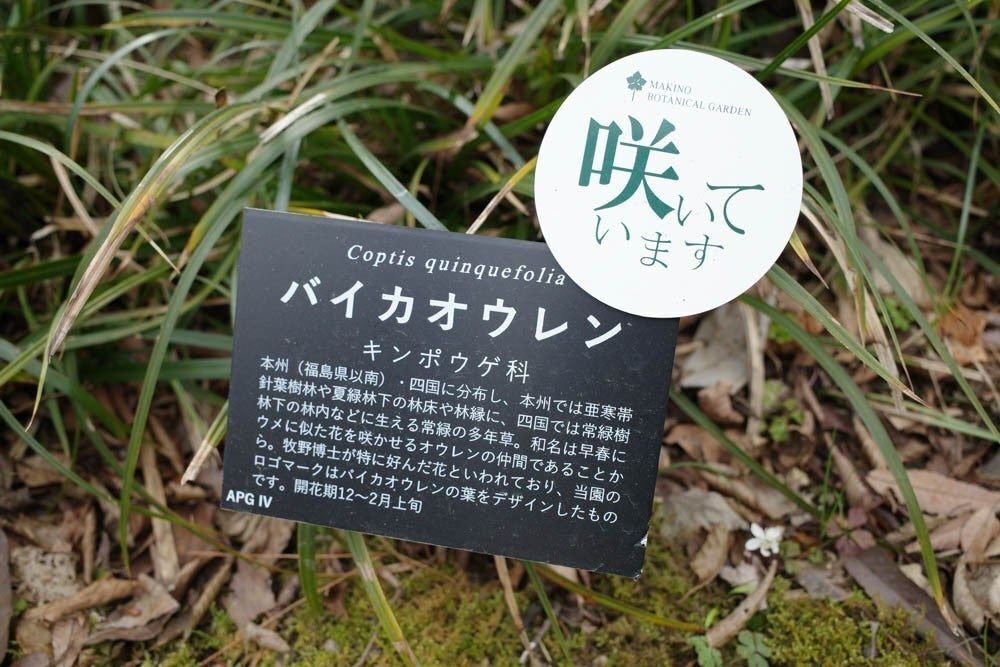 MAKINO
BOTANICAL GARDEN
咲いて
います
Coptis quinquefolia
バイカオウレン
キンポウゲ科
本州（福島県以南）・四国に分布し、本州では亜寒帯
針葉樹林や夏緑林下の林床や林縁に、四国では常緑樹
林下の林内などに生える常緑の多年草。和名は早春に
ウメに似た花を咲かせるオウレンの仲間であることか
ら。牧野博士が特に好んだ花といわれており、当園の
ロゴマークはバイカオウレンの葉をデザインしたもの
です。開花期12～2月上旬
APG IV